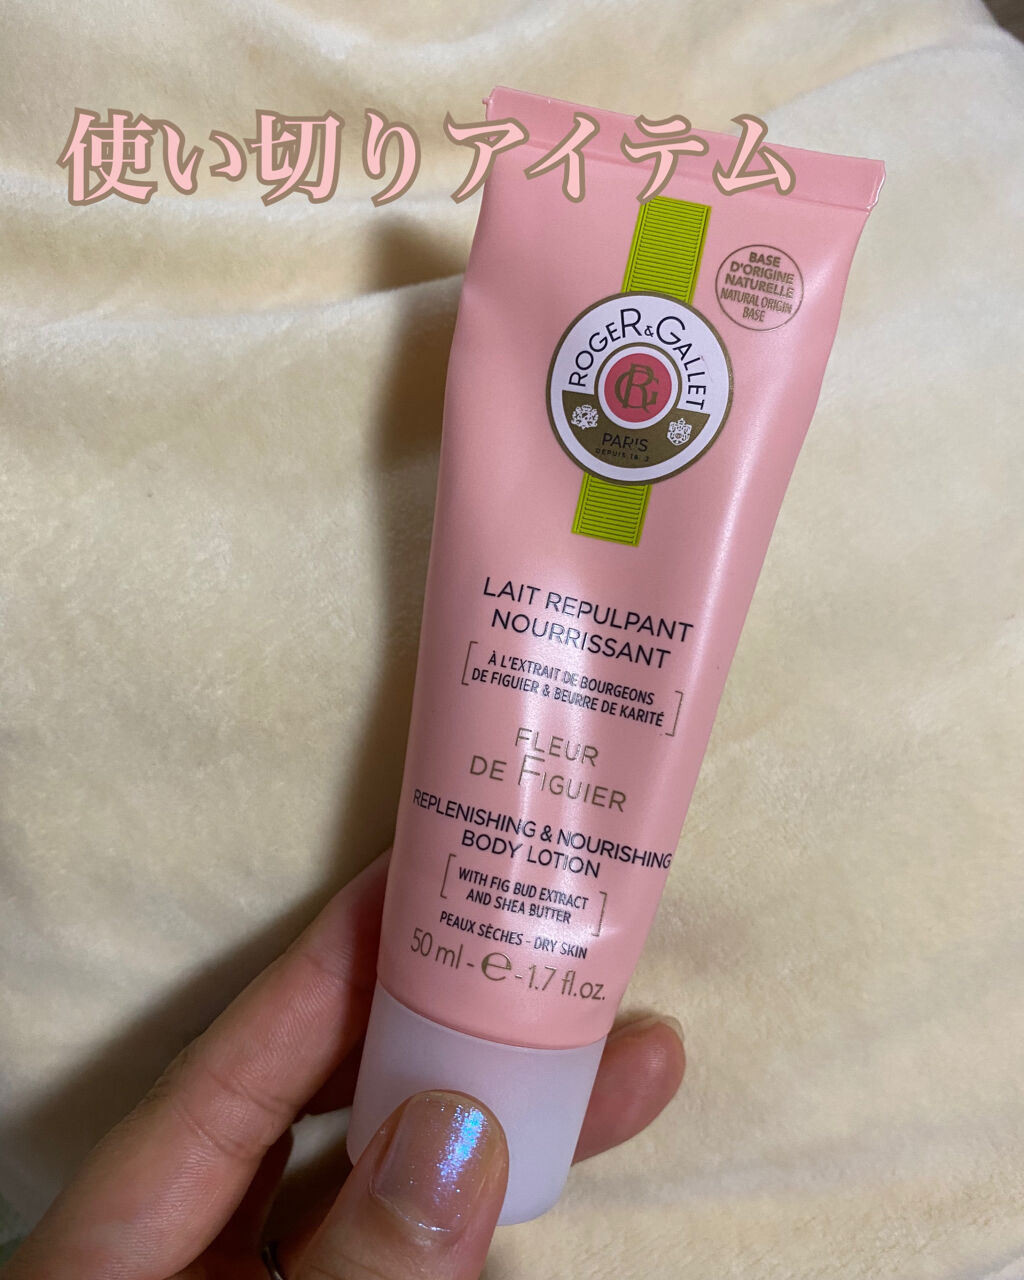 使い切りアイテム
BASE
D'ORIGINE
NATURELLE
NATURAL ORIGIN
BASE
ROGER & GALLET
RG
PARIS
LAIT REPULPANT
NOURRISSANT
À L'EXTRAIT DE BOURGEONS
DE FIGUIER & BEURRE DE KARITÉ
FLEUR
DE FIGUIER
REPLENISHING & NOURISHING
BODY LOTION
WITH FIG BUD EXTRACT
AND SHEA BUTTER
PEAUX SÈCHES - DRY SKIN
50 ml - e - 1.7 fl.oz.